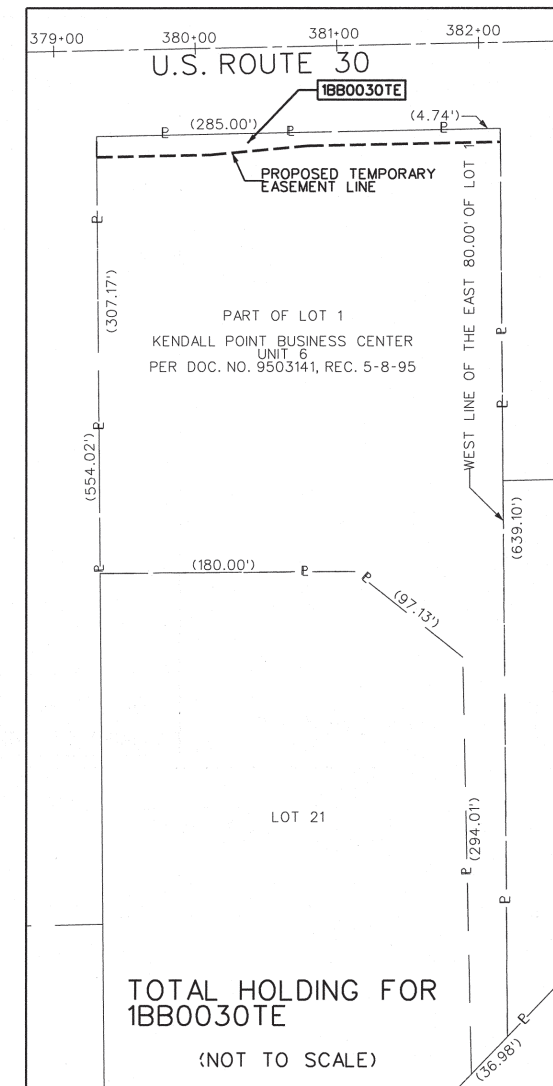 379+00
380+00
381+00
382+00
U.S. ROUTE 30
1BB0030TE
(285.00')
(4.74')
PROPOSED TEMPORARY
EASEMENT LINE
WEST LINE OF THE EAST 80.00' OF LOT 1
(307.17')
PART OF LOT 1
KENDALL POINT BUSINESS CENTER
UNIT 6
PER DOC. NO. 9503141, REC. 5-8-95
(554.02')
(639.10')
(180.00')
(97.13')
LOT 21
(294.01')
TOTAL HOLDING FOR
1BB0030TE
(NOT TO SCALE)
(36.98')